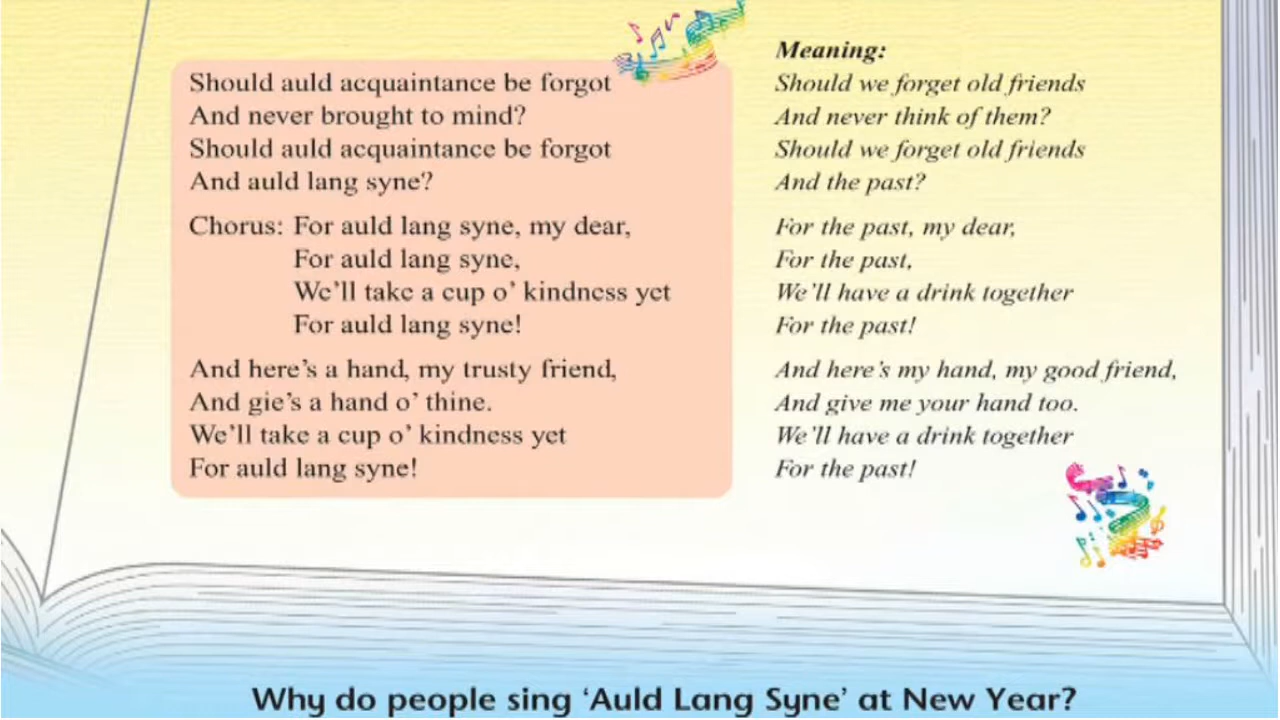 Should auld acquaintance be forgot
And never brought to mind?
Should auld acquaintance be forgot
And auld lang syne?
Chorus: For auld lang syne, my dear,
For auld lang syne,
We'll take a cup o' kindness yet
For auld lang syne!
And here's a hand, my trusty friend,
And gie's a hand o' thine.
We'll take a cup o' kindness yet
For auld lang syne!
Meaning:
Should we forget old friends
And never think of them?
Should we forget old friends
And the past?
For the past, my dear,
For the past,
We'll have a drink together
For the past!
And here's my hand, my good friend,
And give me your hand too.
We'll have a drink together
For the past!
Why do people sing ‘Auld Lang Syne’ at New Year?